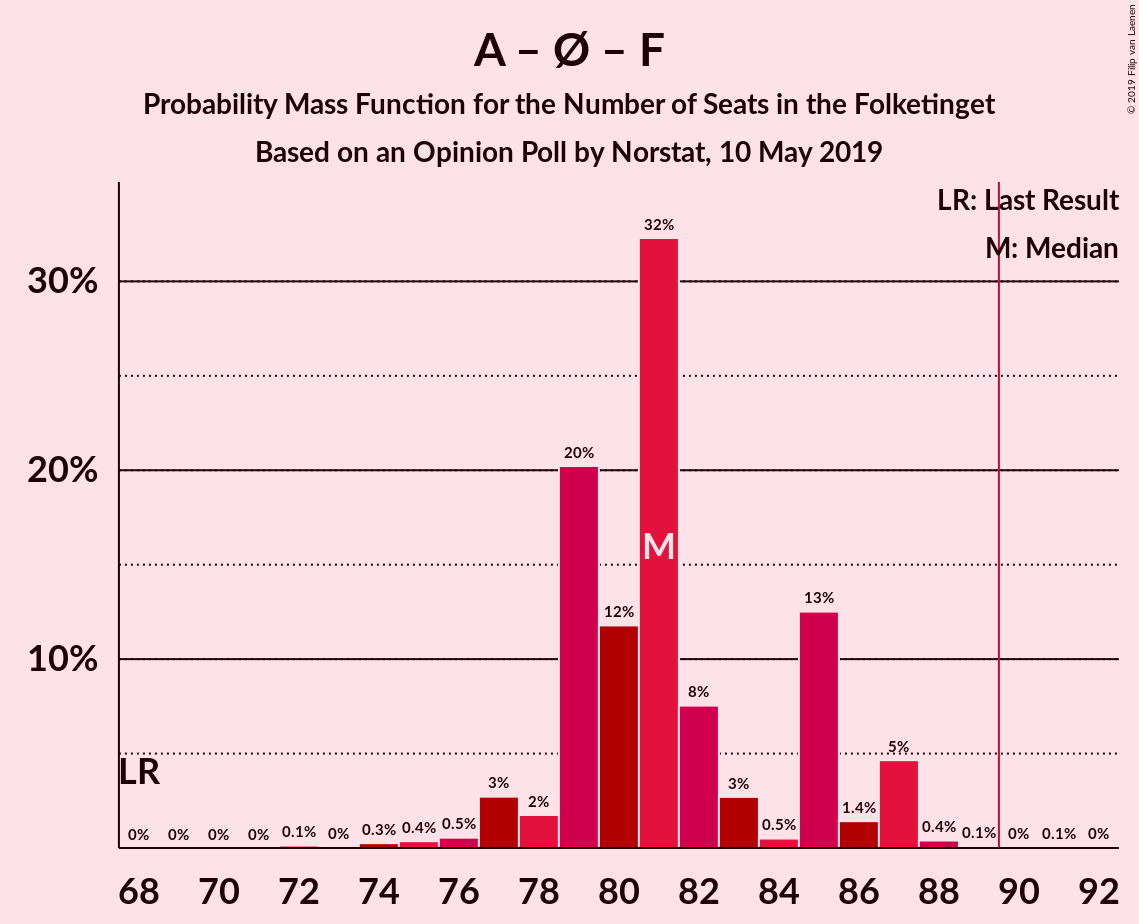 A – Ø – F
Probability Mass Function for the Number of Seats in the Folketinget
Based on an Opinion Poll by Norstat, 10 May 2019
© 2019 Filip van Laenen
LR: Last Result
M: Median
30%
20%
10%
LR
M
0% 0% 0% 0% 0.1% 0% 0.3% 0.4% 0.5% 3% 2% 20% 12% 32% 8% 3% 0.5% 13% 1.4% 5% 0.4% 0.1% 0% 0.1% 0%
68 70 72 74 76 78 80 82 84 86 88 90 92